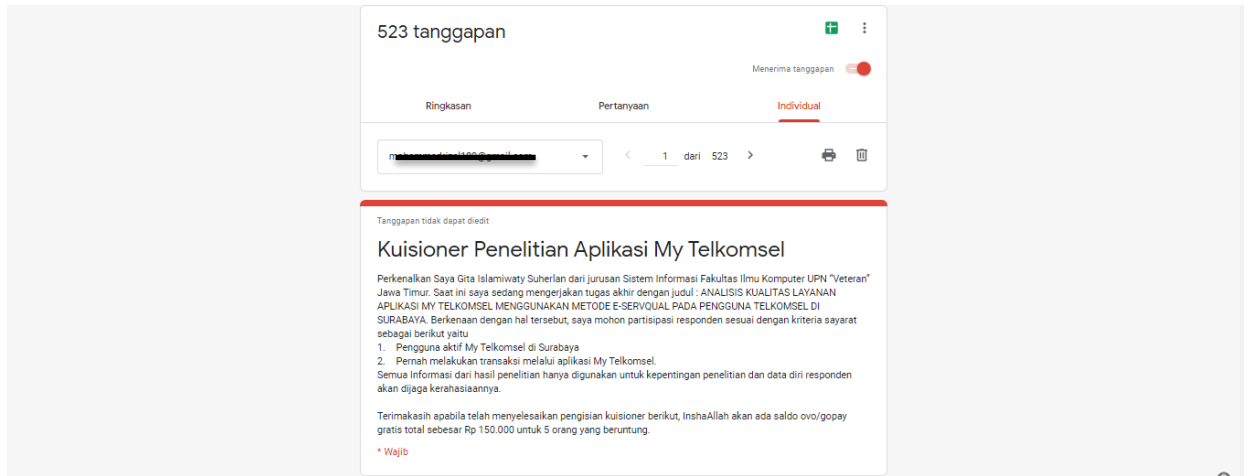 523 tanggapan
Menerima tanggapan
Ringkasan Pertanyaan Individual
1 dari 523
Tanggapan tidak dapat diedit
Kuisioner Penelitian Aplikasi My Telkomsel
Perkenalkan Saya Gita Islamiwaty Suherlan dari jurusan Sistem Informasi Fakultas Ilmu Komputer UPN "Veteran"
Jawa Timur. Saat ini saya sedang mengerjakan tugas akhir dengan judul : ANALISIS KUALITAS LAYANAN
APLIKASI MY TELKOMSEL MENGGUNAKAN METODE E-SERVQUAL PADA PENGGUNA TELKOMSEL DI
SURABAYA. Berkenaan dengan hal tersebut, saya mohon partisipasi responden sesuai dengan kriteria sayarat
sebagai berikut yaitu
1. Pengguna aktif My Telkomsel di Surabaya
2. Pernah melakukan transaksi melalui aplikasi My Telkomsel.
Semua Informasi dari hasil penelitian hanya digunakan untuk kepentingan penelitian dan data diri responden
akan dijaga kerahasiaannya.
Terimakasih apabila telah menyelesaikan pengisian kuisioner berikut, InshaAllah akan ada saldo ovo/gopay
gratis total sebesar Rp 150.000 untuk 5 orang yang beruntung.
* Wajib